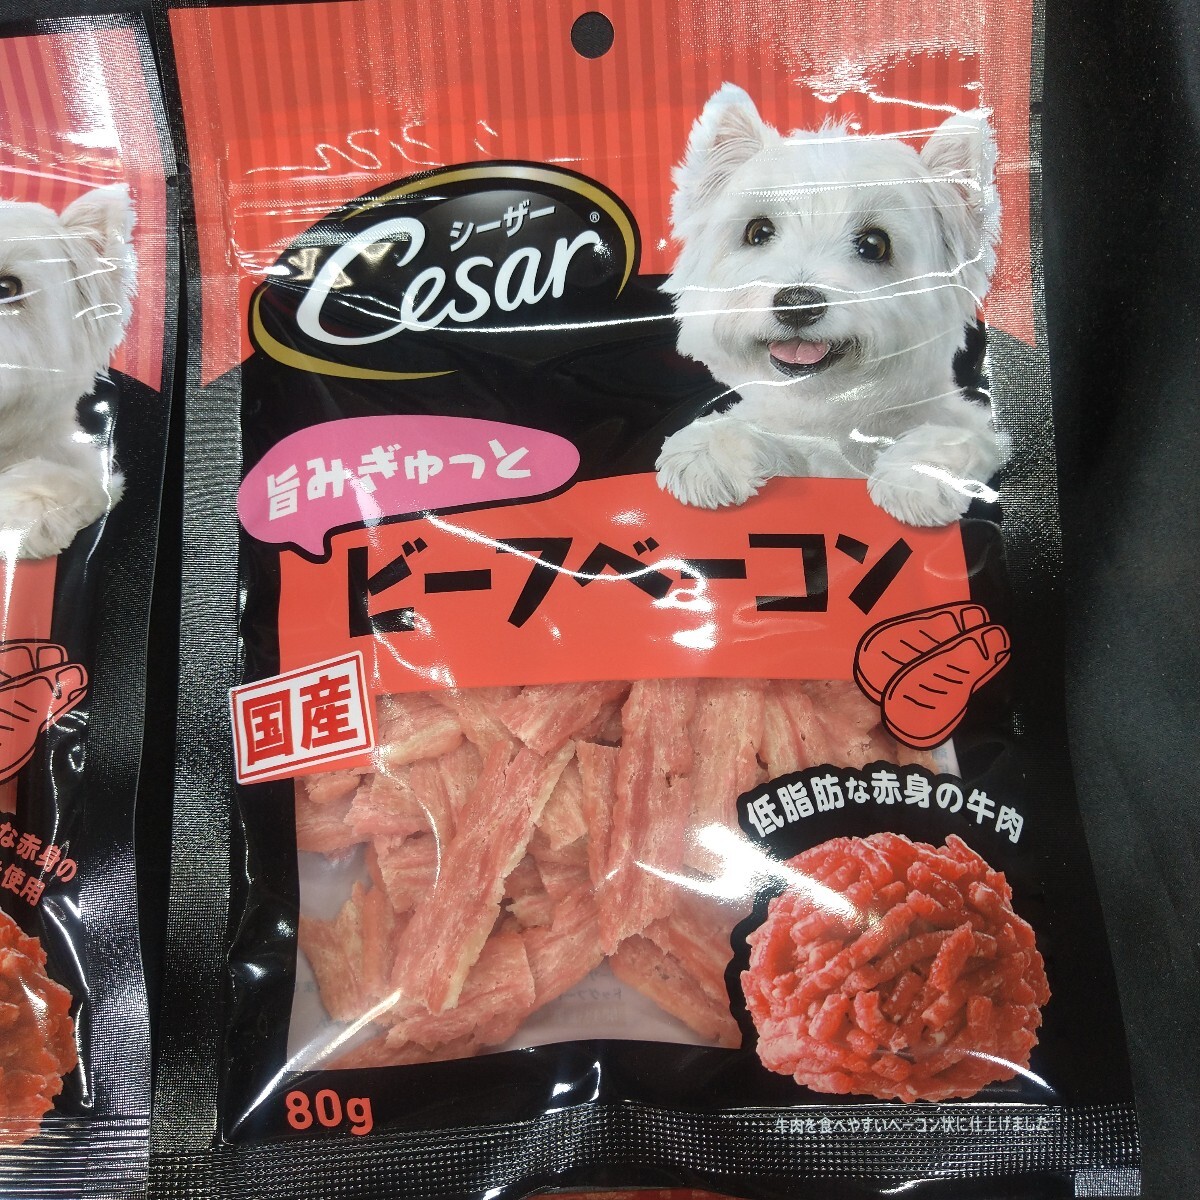 シーザー
Cesar®
旨みぎゅっと
ビーフベーコン
国産
低脂肪な赤身の牛肉
80g
牛肉を食べやすいベーコン状に仕上げました
な赤身の
使用